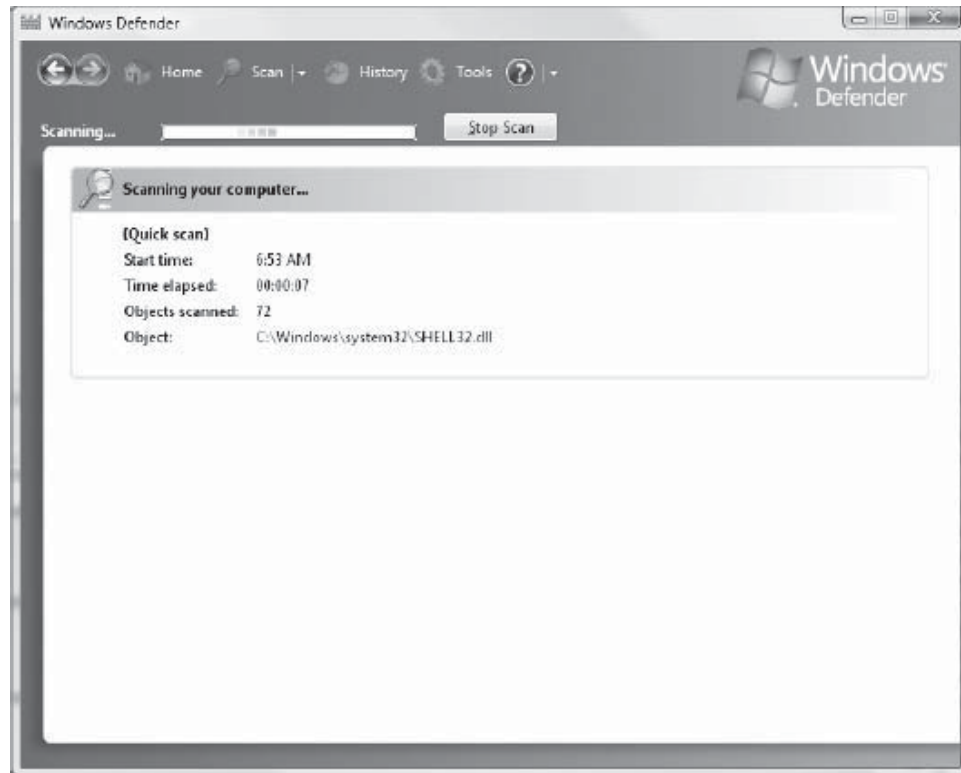 Windows Defender
Home Scan History Tools ?
Windows
Defender
Scanning... Stop Scan
Scanning your computer...
(Quick scan)
Start time: 6:53 AM
Time elapsed: 00:00:07
Objects scanned: 72
Object: C:\Windows\system32\SHELL32.dll